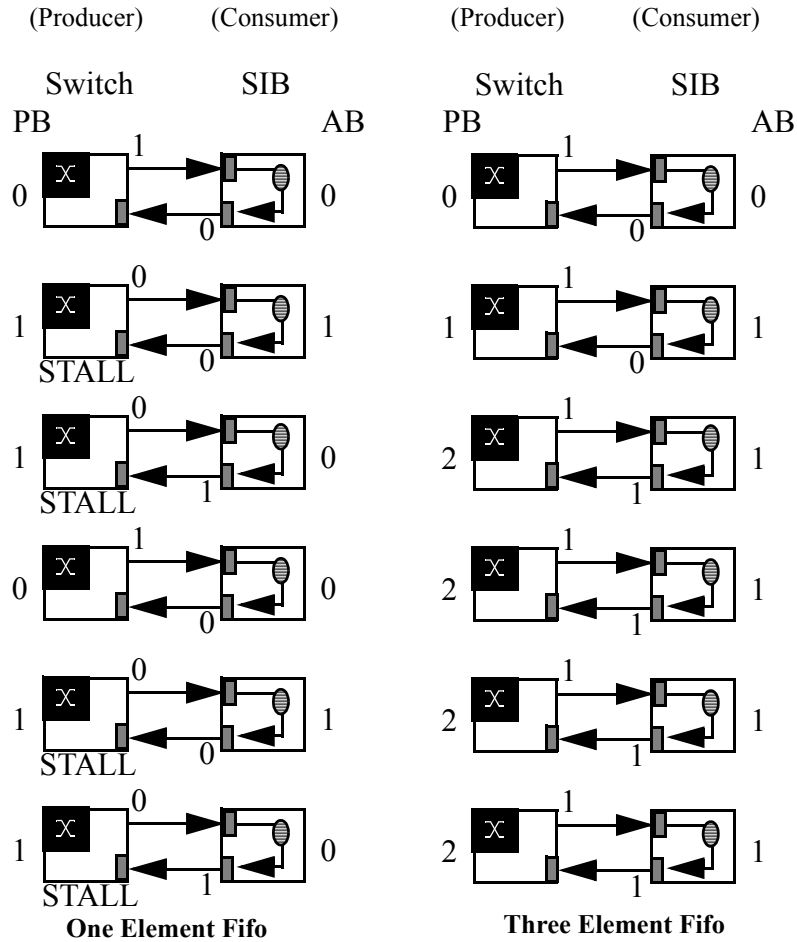 (Producer) (Consumer) (Producer) (Consumer)
Switch SIB Switch SIB
PB AB PB AB
1 1
0 0 0 0
0 0
0 1
1 1 1 1
0 0
STALL
0 1
1 0 2 1
1 1
STALL
1 1
0 0 2 1
0 1
0 1
1 1 2 1
0 1
STALL
0 1
1 0 2 1
1 1
STALL
One Element Fifo Three Element Fifo